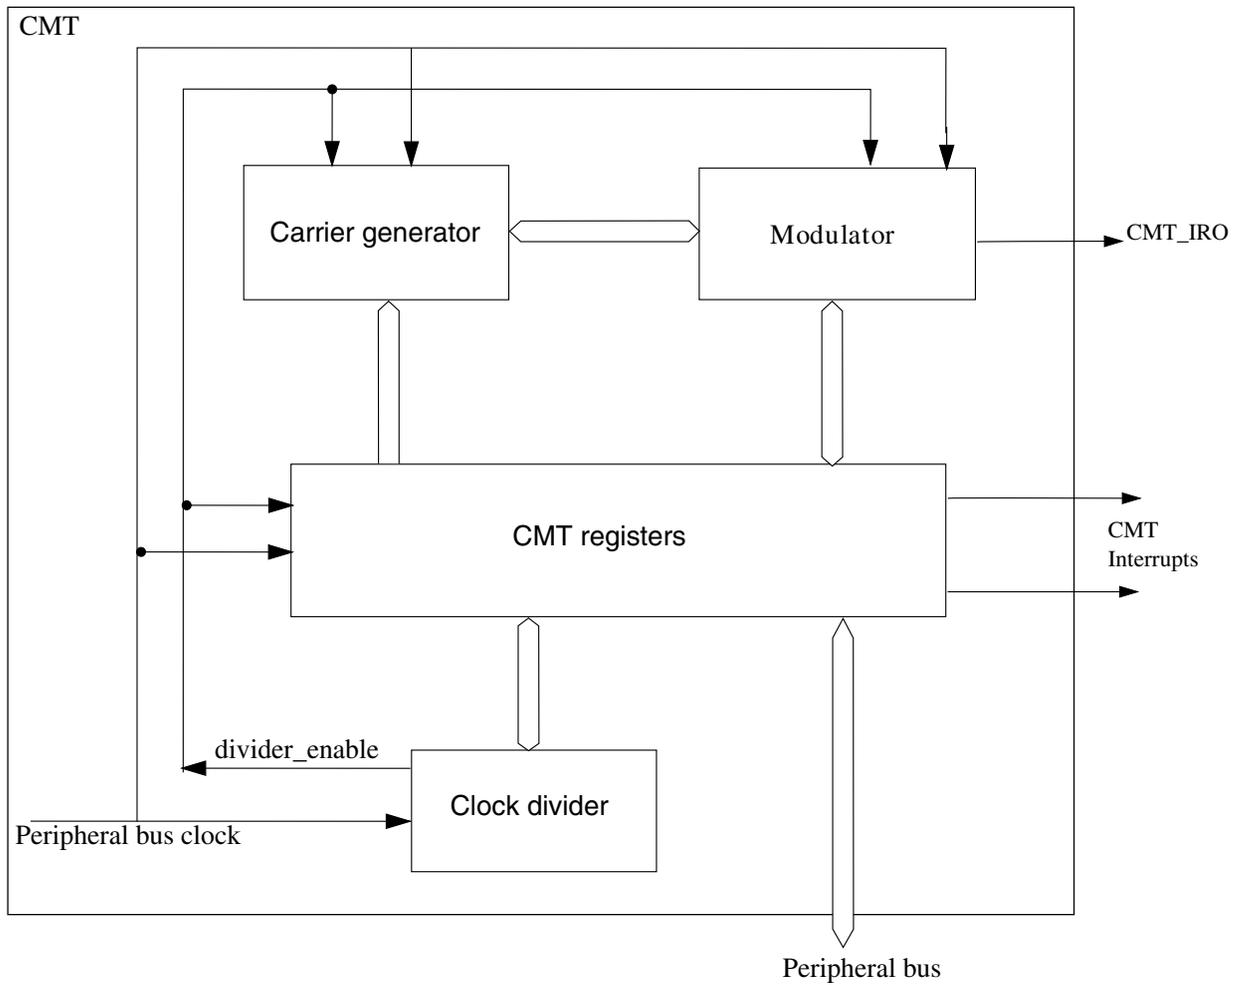 CMT
Carrier generator
Modulator
CMT_IRO
CMT registers
CMT
Interrupts
divider_enable
Clock divider
Peripheral bus clock
Peripheral bus